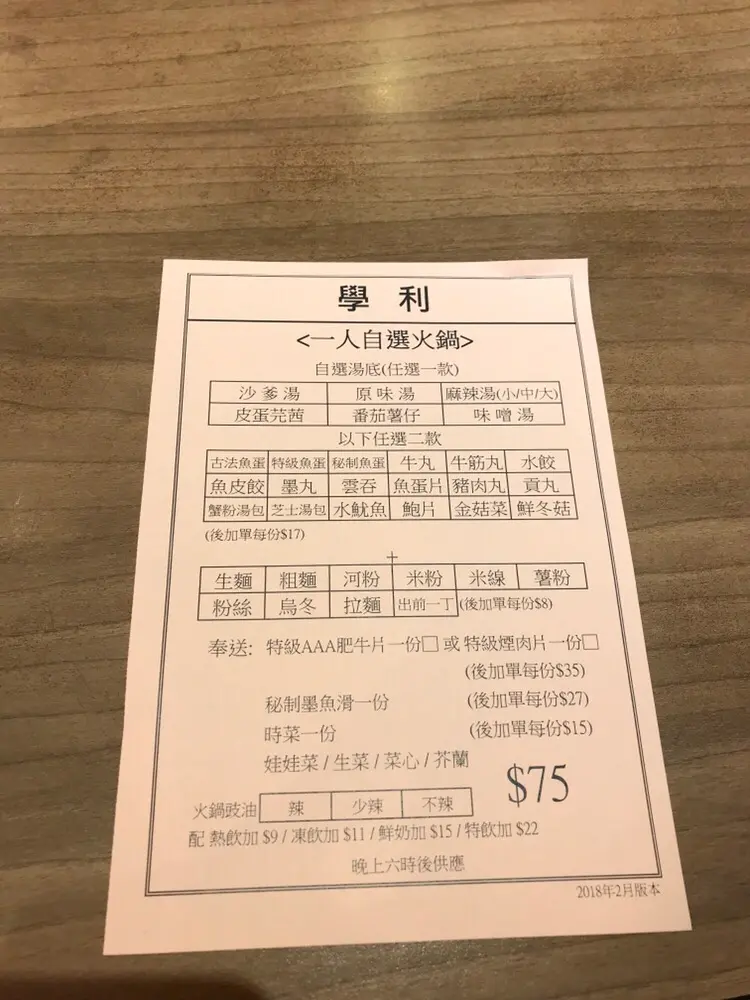 學 利
<一人自選火鍋>
自選湯底(任選一款)
沙爹湯 原味湯 麻辣湯(小/中/大)
皮蛋芫茜 番茄薯仔 味噌湯
以下任選二款
古法魚蛋 特級魚蛋 秘制魚蛋 牛丸 牛筋丸 水餃
魚皮餃 墨丸 雲吞 魚蛋片 豬肉丸 貢丸
蟹粉湯包 芝士湯包 水魷魚 鮑片 金菇菜 鮮冬菇
(後加單每份$17)
+
生麵 粗麵 河粉 米粉 米線 薯粉
粉絲 烏冬 拉麵 出前一丁 (後加單每份$8)
奉送: 特級AAA肥牛片一份□ 或 特級煙肉片一份□
(後加單每份$35)
秘制墨魚滑一份 (後加單每份$27)
時菜一份 (後加單每份$15)
娃娃菜 / 生菜 / 菜心 / 芥蘭
$75
火鍋豉油 辣 少辣 不辣
配 熱飲加 $9 / 凍飲加 $11 / 鮮奶加 $15 / 特飲加 $22
晚上六時後供應
2018年2月版本